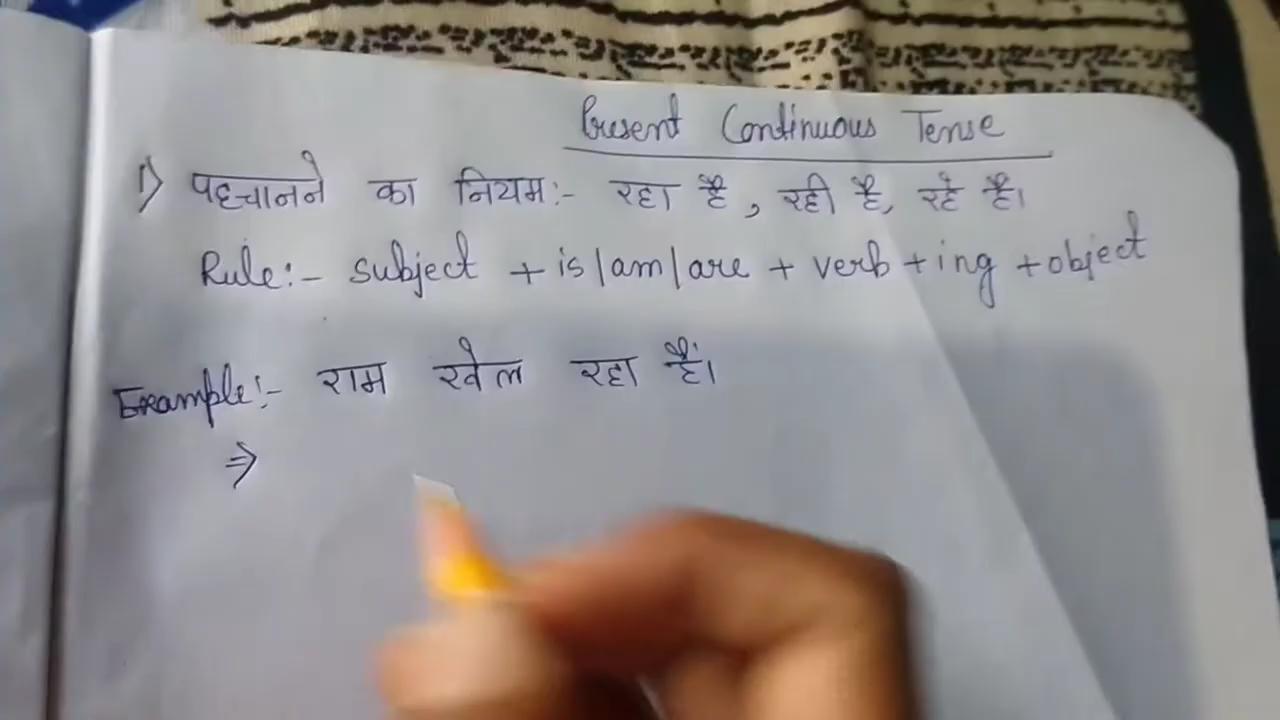 Present Continuous Tense
1) पहचानने का नियम:- रहा है, रही है, रहे है।
Rule:- subject + is/am/are + verb + ing + object
Example:- राम खेल रहा हैं।
⇒